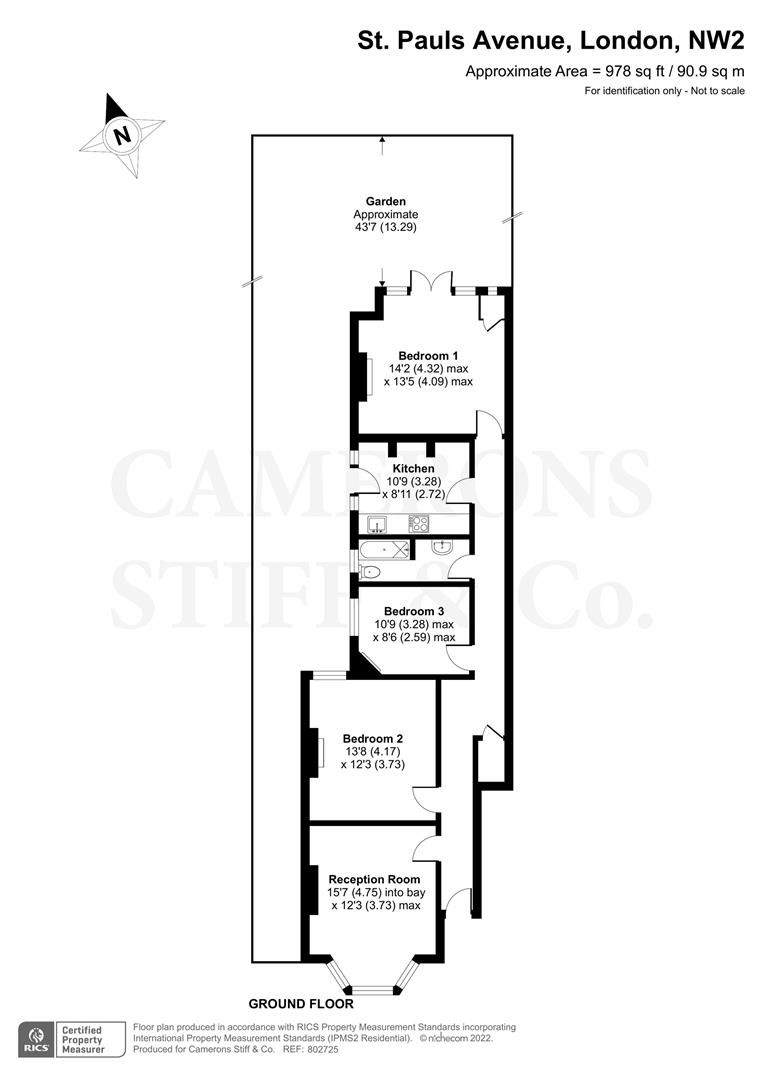 St. Pauls Avenue, London, NW2
Approximate Area = 978 sq ft / 90.9 sq m
For identification only - Not to scale
N
Garden
Approximate
43'7 (13.29)
Bedroom 1
14'2 (4.32) max
x 13'5 (4.09) max
Kitchen
10'9 (3.28)
x 8'11 (2.72)
CAMERONS
STIFF & Co.
Bedroom 3
10'9 (3.28) max
x 8'6 (2.59) max
Bedroom 2
13'8 (4.17)
x 12'3 (3.73)
Reception Room
15'7 (4.75) into bay
x 12'3 (3.73) max
GROUND FLOOR
RICS
Certified
Property
Measurer
Floor plan produced in accordance with RICS Property Measurement Standards incorporating
International Property Measurement Standards (IPMS2 Residential). © nichecom 2022.
Produced for Camerons Stiff & Co. REF: 802725